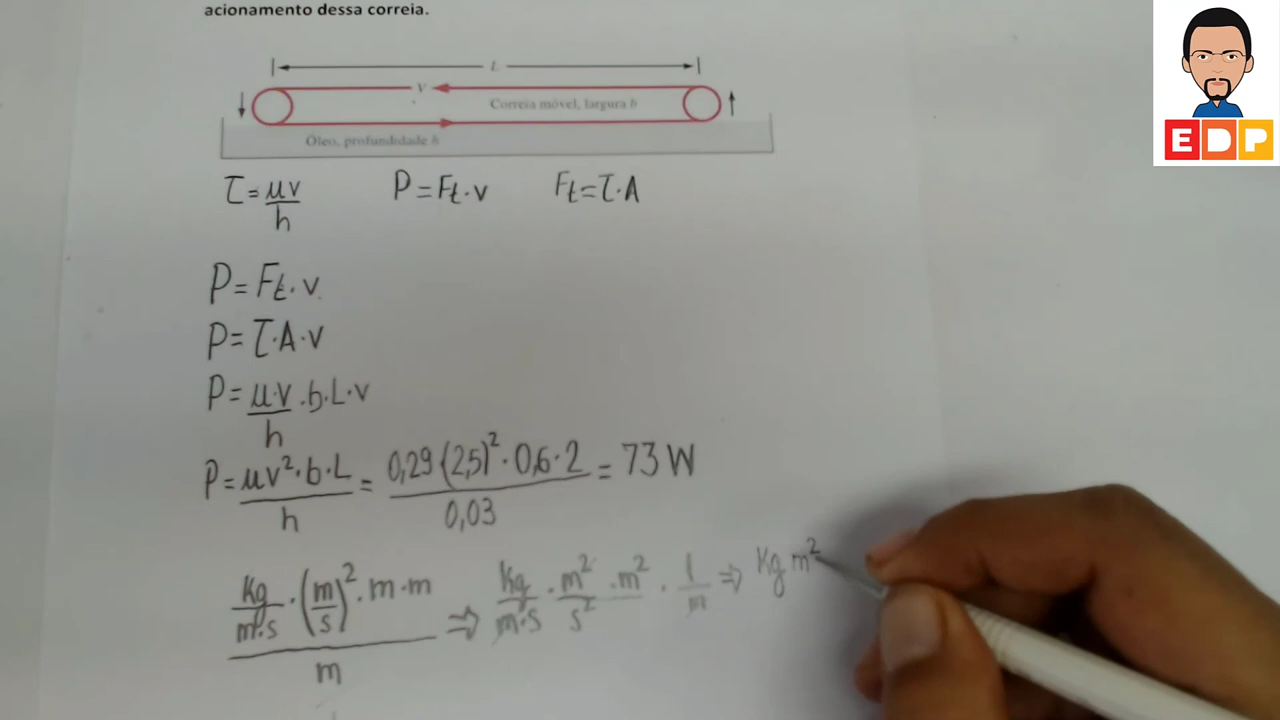 acionamento dessa correia.
EDP
L
V
Correia móvel, largura b
Óleo, profundidade h
τ = μv/h P = Ft · v Ft = τ · A
P = Ft · v
P = τ · A · v
P = μ·v/h · b · L · v
P = μv² · b · L / h = 0,29 (2,5)² · 0,6 · 2 / 0,03 = 73 W
kg/m·s · (m/s)² · m · m / m ⇒ kg/m·s · m²/s² · m² · 1/m ⇒ Kg m²